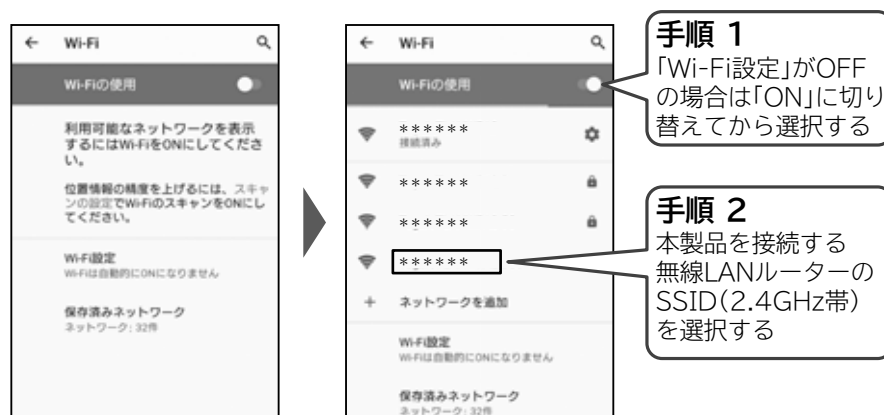 Wi-Fi
Wi-Fiの使用
利用可能なネットワークを表示
するにはWi-FiをONにしてくださ
い。
位置情報の精度を上げるには、スキャ
ンの設定でWi-FiのスキャンをONにし
てください。
Wi-Fi設定
Wi-Fiは自動的にONになりません
保存済みネットワーク
ネットワーク: 32件
Wi-Fi
Wi-Fiの使用
******
接続済み
******
******
******
ネットワークを追加
Wi-Fi設定
Wi-Fiは自動的にONになりません
保存済みネットワーク
ネットワーク: 32件
手順 1
「Wi-Fi設定」がOFF
の場合は「ON」に切り
替えてから選択する
手順 2
本製品を接続する
無線LANルーターの
SSID(2.4GHz帯)
を選択する